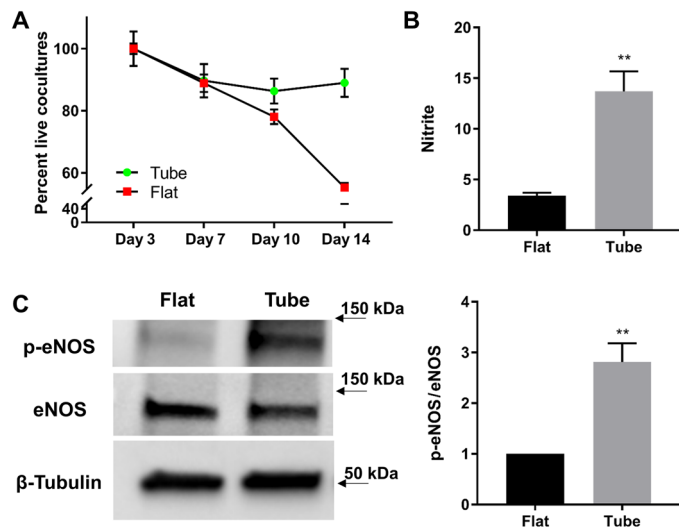 A
Percent live cocultures
100
80
60
40
0
Tube
Flat
Day 3
Day 7
Day 10
Day 14
B
Nitrite
20
15
10
5
0
**
Flat
Tube
C
Flat
Tube
p-eNOS
150 kDa
eNOS
150 kDa
β-Tubulin
50 kDa
p-eNOS/eNOS
4
3
2
1
0
**
Flat
Tube